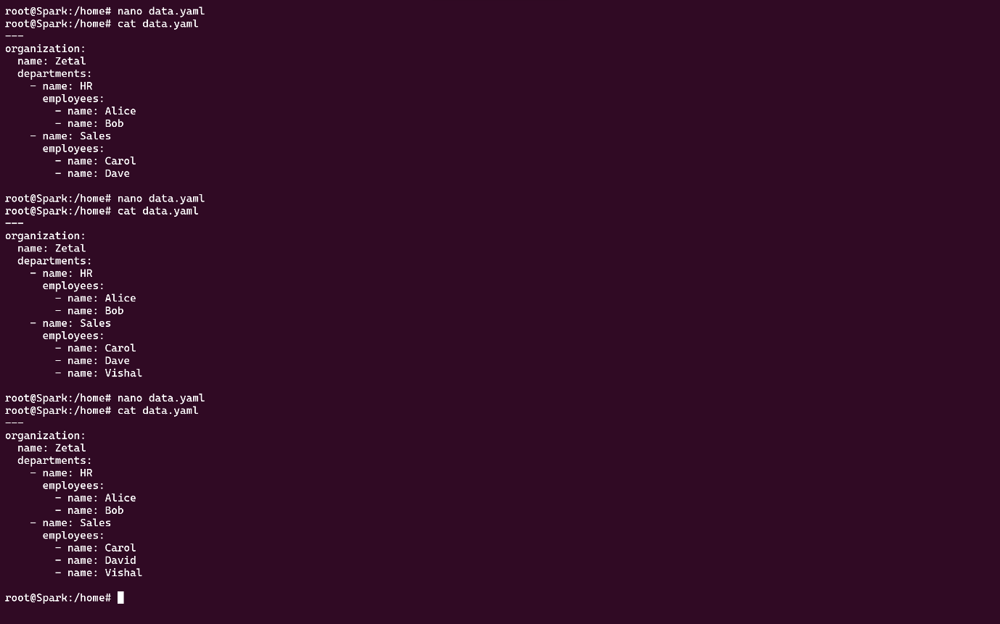 root@Spark:/home# nano data.yaml
root@Spark:/home# cat data.yaml
---
organization:
  name: Zetal
  departments:
    - name: HR
      employees:
        - name: Alice
        - name: Bob
    - name: Sales
      employees:
        - name: Carol
        - name: Dave

root@Spark:/home# nano data.yaml
root@Spark:/home# cat data.yaml
---
organization:
  name: Zetal
  departments:
    - name: HR
      employees:
        - name: Alice
        - name: Bob
    - name: Sales
      employees:
        - name: Carol
        - name: Dave
        - name: Vishal

root@Spark:/home# nano data.yaml
root@Spark:/home# cat data.yaml
---
organization:
  name: Zetal
  departments:
    - name: HR
      employees:
        - name: Alice
        - name: Bob
    - name: Sales
      employees:
        - name: Carol
        - name: David
        - name: Vishal

root@Spark:/home#